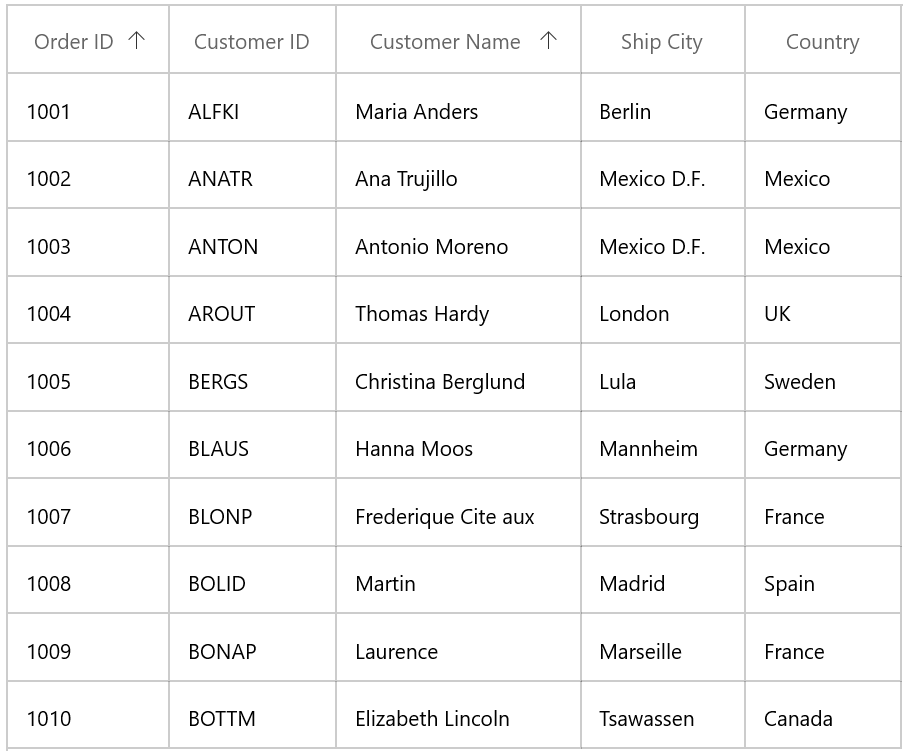 Order ID Customer ID Customer Name Ship City Country
1001 ALFKI Maria Anders Berlin Germany
1002 ANATR Ana Trujillo Mexico D.F. Mexico
1003 ANTON Antonio Moreno Mexico D.F. Mexico
1004 AROUT Thomas Hardy London UK
1005 BERGS Christina Berglund Lula Sweden
1006 BLAUS Hanna Moos Mannheim Germany
1007 BLONP Frederique Cite aux Strasbourg France
1008 BOLID Martin Madrid Spain
1009 BONAP Laurence Marseille France
1010 BOTTM Elizabeth Lincoln Tsawassen Canada